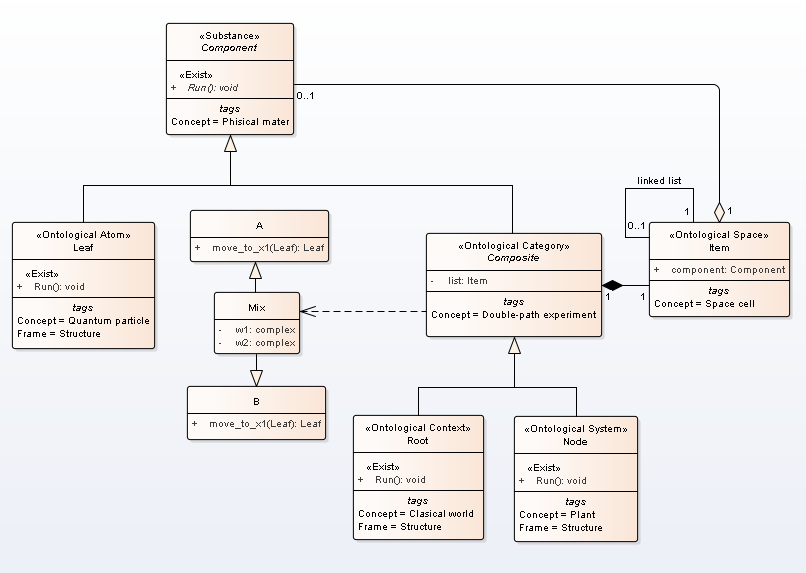 «Substance»
Component
«Exist»
+ Run(): void
tags
Concept = Phisical mater
0..1
linked list
1
0..1
1
«Ontological Atom»
Leaf
«Exist»
+ Run(): void
tags
Concept = Quantum particle
Frame = Structure
A
+ move_to_x1(Leaf): Leaf
Mix
- w1: complex
- w2: complex
B
+ move_to_x1(Leaf): Leaf
«Ontological Category»
Composite
- list: Item
tags
Concept = Double-path experiment
1
1
«Ontological Space»
Item
+ component: Component
tags
Concept = Space cell
«Ontological Context»
Root
«Exist»
+ Run(): void
tags
Concept = Clasical world
Frame = Structure
«Ontological System»
Node
«Exist»
+ Run(): void
tags
Concept = Plant
Frame = Structure